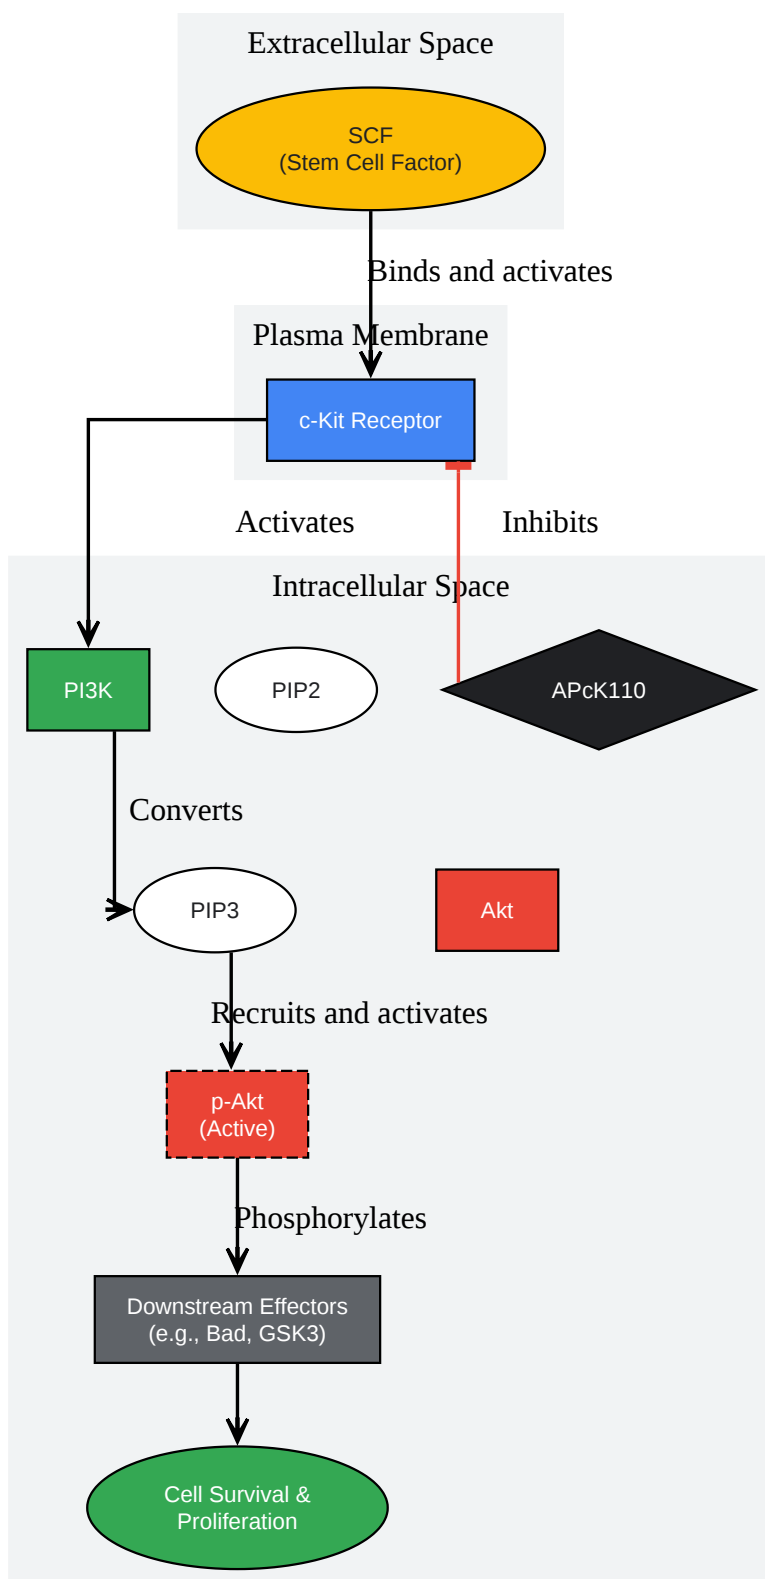 Extracellular Space
SCF
(Stem Cell Factor)
Binds and activates
Plasma Membrane
c-Kit Receptor
Activates
Inhibits
Intracellular Space
PI3K
PIP2
APcK110
Converts
PIP3
Akt
Recruits and activates
p-Akt
(Active)
Phosphorylates
Downstream Effectors
(e.g., Bad, GSK3)
Cell Survival &
Proliferation